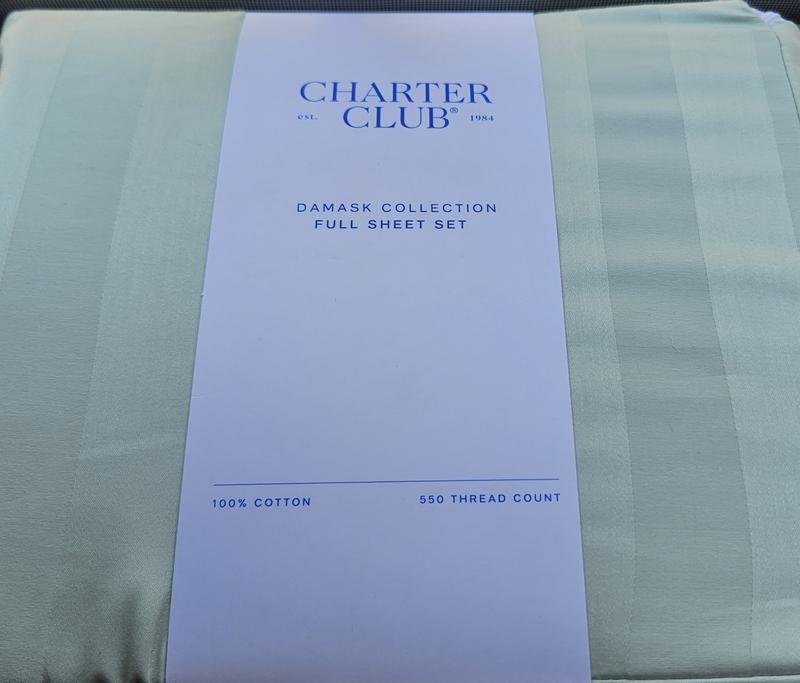 CHARTER
est. CLUB® 1984
DAMASK COLLECTION
FULL SHEET SET
100% COTTON 550 THREAD COUNT